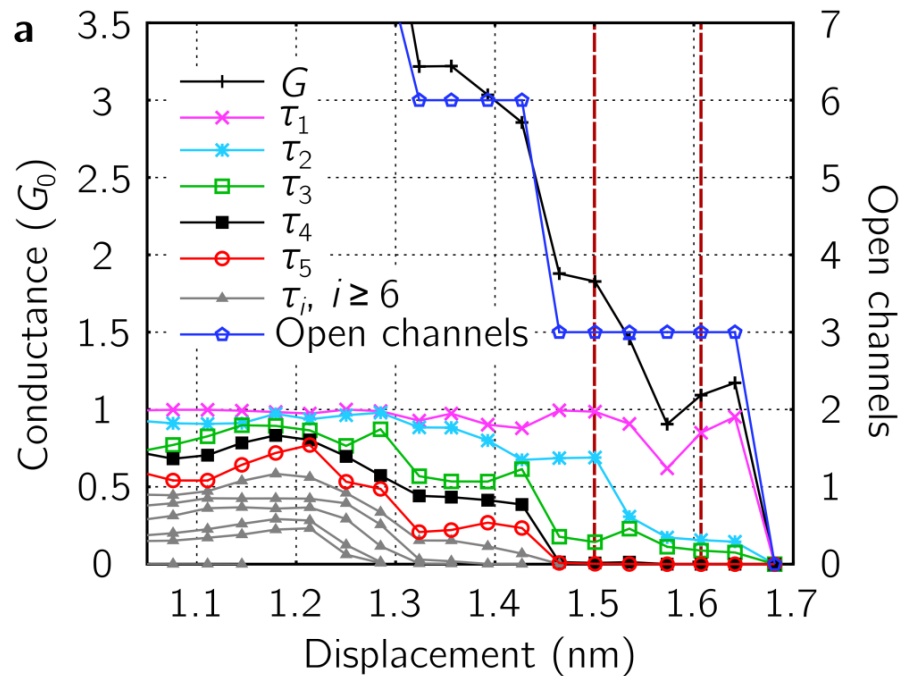 a
3.5
3
2.5
2
1.5
1
0.5
0
Conductance (G₀)
G
τ₁
τ₂
τ₃
τ₄
τ₅
τᵢ, i ≥ 6
Open channels
7
6
5
4
3
2
1
0
Open channels
1.1 1.2 1.3 1.4 1.5 1.6 1.7
Displacement (nm)